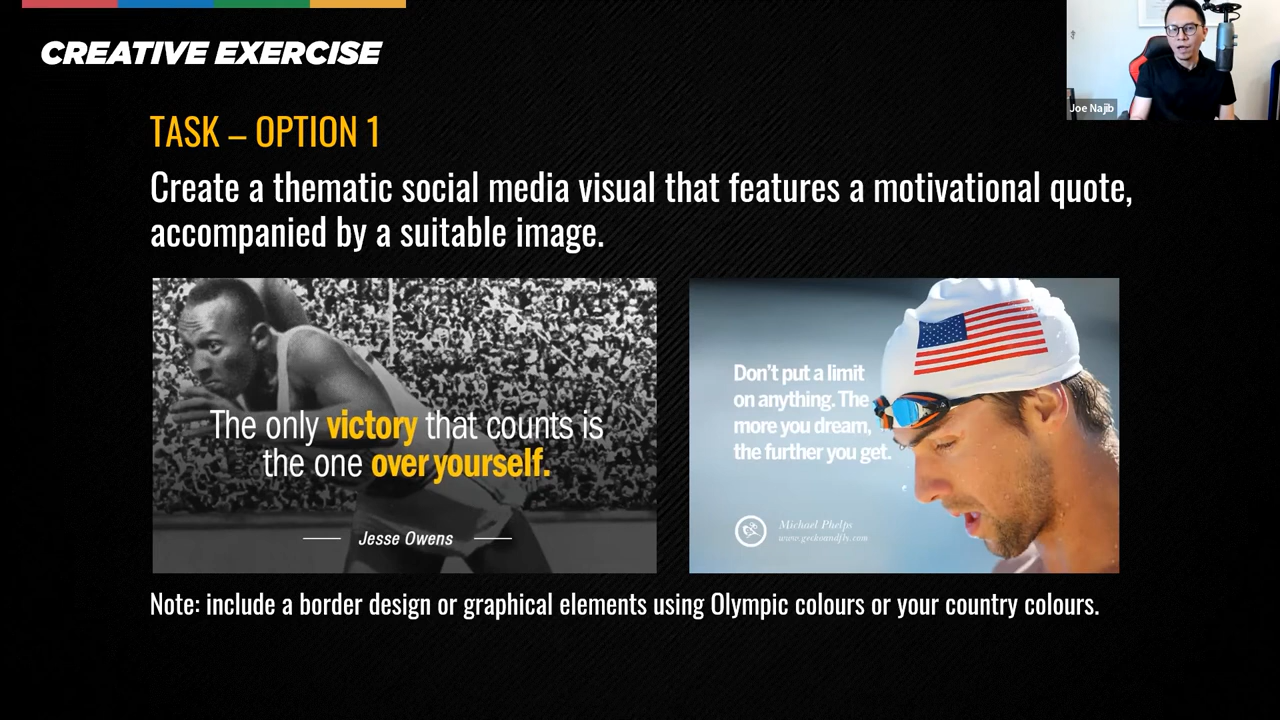 CREATIVE EXERCISE
Joe Najib
TASK – OPTION 1
Create a thematic social media visual that features a motivational quote,
accompanied by a suitable image.
The only victory that counts is
the one over yourself.
Jesse Owens
Don't put a limit
on anything. The
more you dream,
the further you get.
Michael Phelps
www.geckoandfly.com
Note: include a border design or graphical elements using Olympic colours or your country colours.